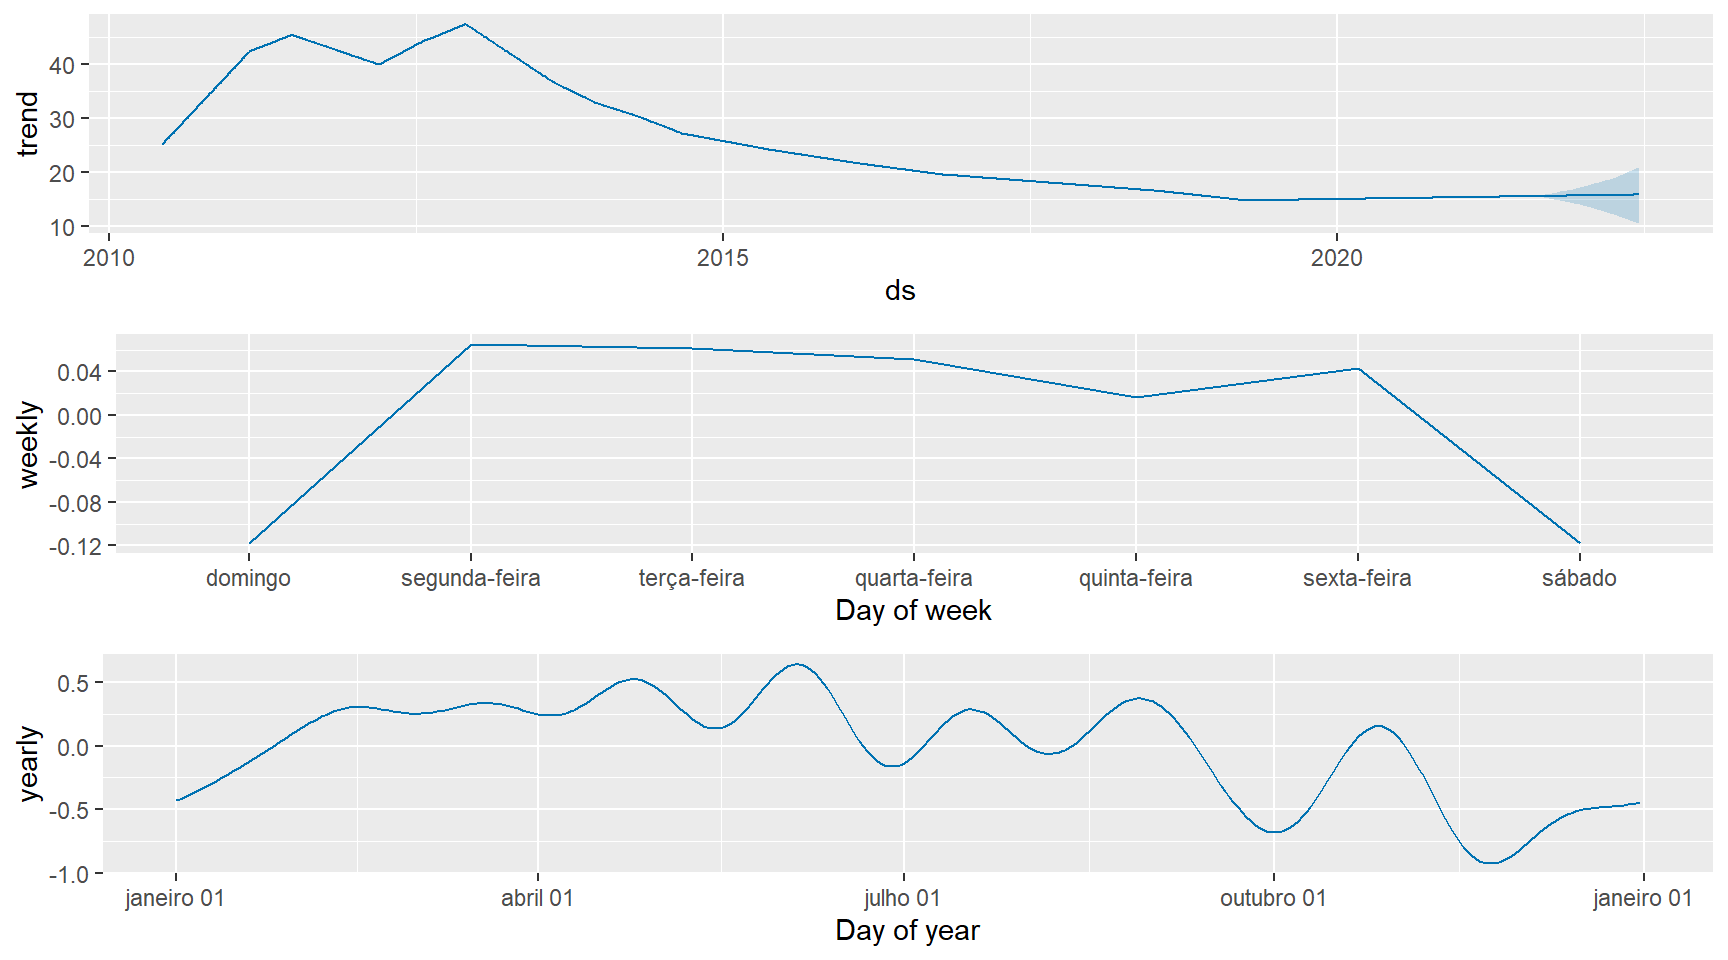 trend
40
30
20
10
2010 2015 2020
ds
weekly
0.04
0.00
-0.04
-0.08
-0.12
domingo segunda-feira terça-feira quarta-feira quinta-feira sexta-feira sábado
Day of week
yearly
0.5
0.0
-0.5
-1.0
janeiro 01 abril 01 julho 01 outubro 01 janeiro 01
Day of year